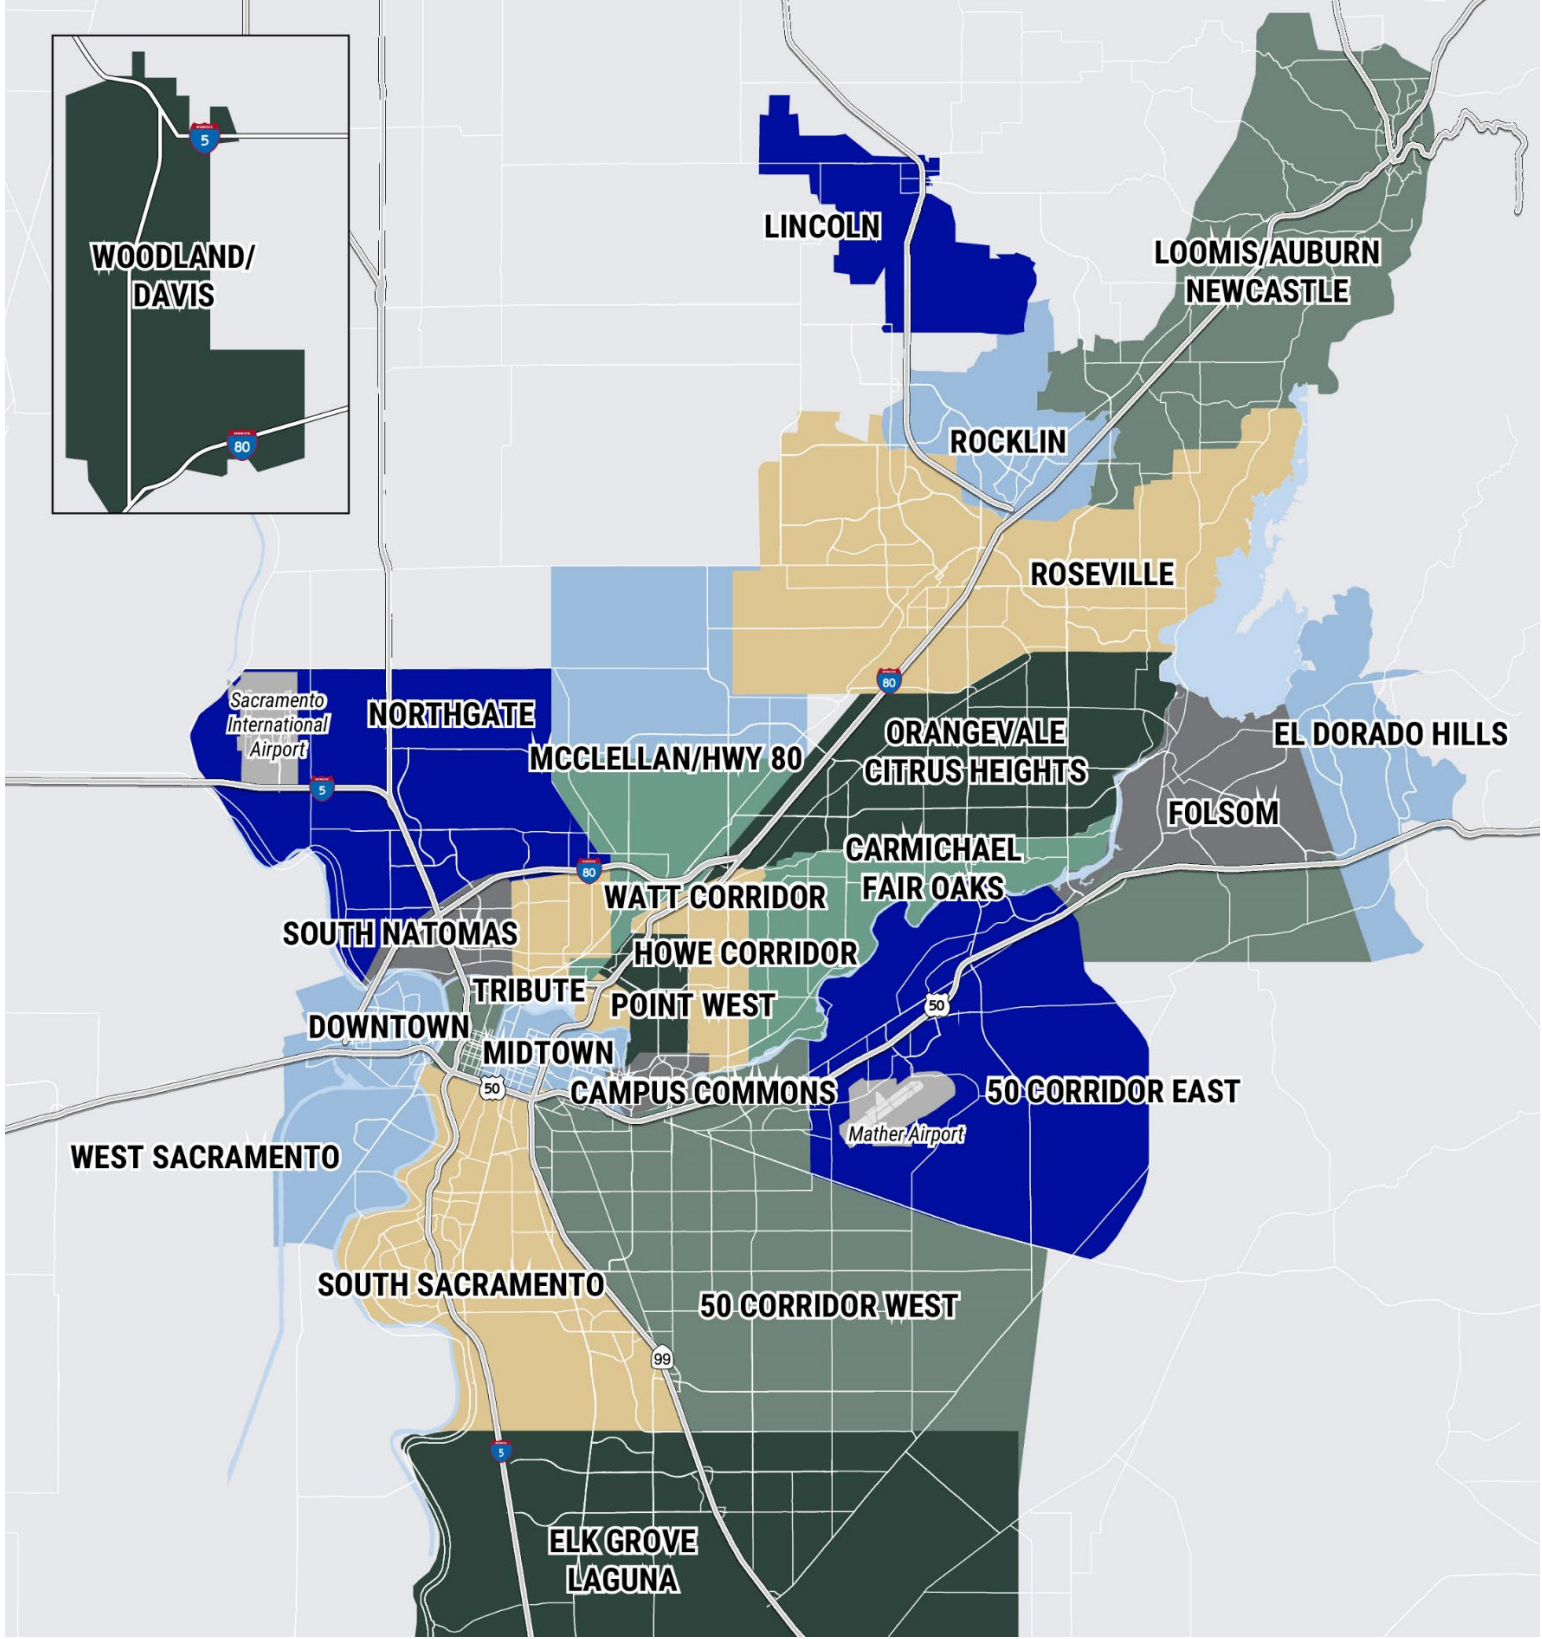 WOODLAND/
DAVIS
5
80
LINCOLN
LOOMIS/AUBURN
NEWCASTLE
ROCKLIN
ROSEVILLE
80
Sacramento
International
Airport
NORTHGATE
5
MCCLELLAN/HWY 80
ORANGEVALE
CITRUS HEIGHTS
EL DORADO HILLS
FOLSOM
CARMICHAEL
FAIR OAKS
80
WATT CORRIDOR
SOUTH NATOMAS
HOWE CORRIDOR
TRIBUTE
POINT WEST
50
DOWNTOWN
MIDTOWN
50
CAMPUS COMMONS
50 CORRIDOR EAST
Mather Airport
WEST SACRAMENTO
SOUTH SACRAMENTO
50 CORRIDOR WEST
99
5
ELK GROVE
LAGUNA